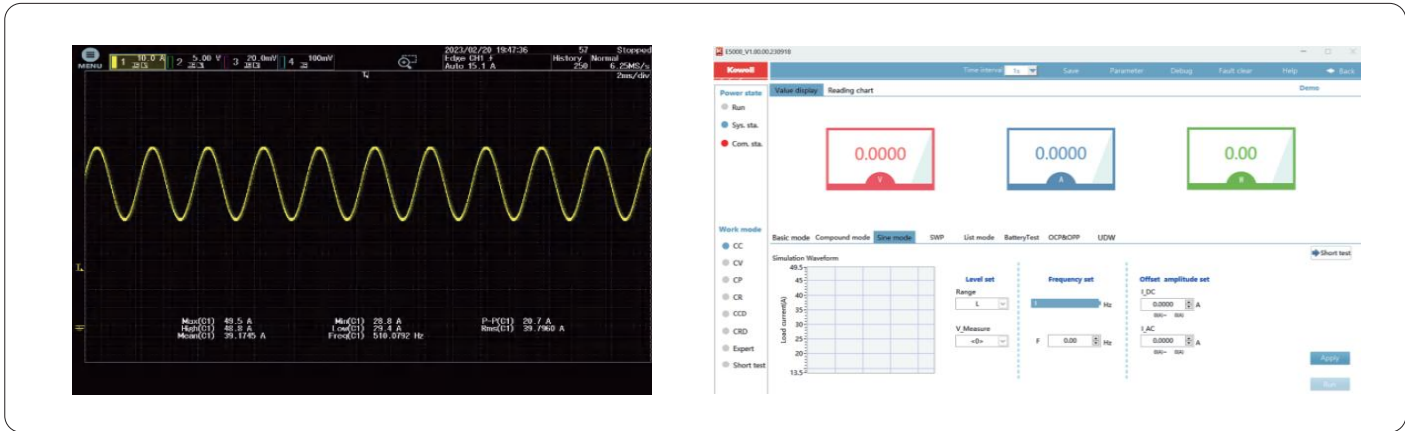 MENU
1 10.0 A 2 5.00 V 3 20.0mV 4 100mV
2023/02/20 19:47:36 57 Stopped
Edge CH1 History Normal
Auto 15.1 A 250 6.25MS/s
2ms/div
Max(C1) 49.5 A Min(C1) 28.8 A P-P(C1) 20.7 A
High(C1) 48.8 A Low(C1) 29.4 A Rms(C1) 39.7960 A
Mean(C1) 39.1745 A Freq(C1) 510.0792 Hz
E5000_V1.00.00.230918
Kewell
Time interval 1s Save Parameter Debug Fault clear Help Back
Power state
Run
Sys. sta.
Com. sta.
Value display Reading chart Demo
0.0000 0.0000 0.00
V A
Work mode
CC
CV
CP
CR
CCD
CRD
Expert
Short test
Basic mode Compound mode Sine mode SWP List mode BatteryTest OCP&OPP UDW
Short test
Simulation Waveform
Load current(A)
49.5
45
40
35
30
25
20
13.5
Level set
Range
L
V_Measure
<0>
Frequency set
Hz
F 0.00 Hz
Offset amplitude set
I_DC
0.0000 A
0(A)~ 0(A)
I_AC
0.0000 A
0(A)~ 0(A)
Apply
Run